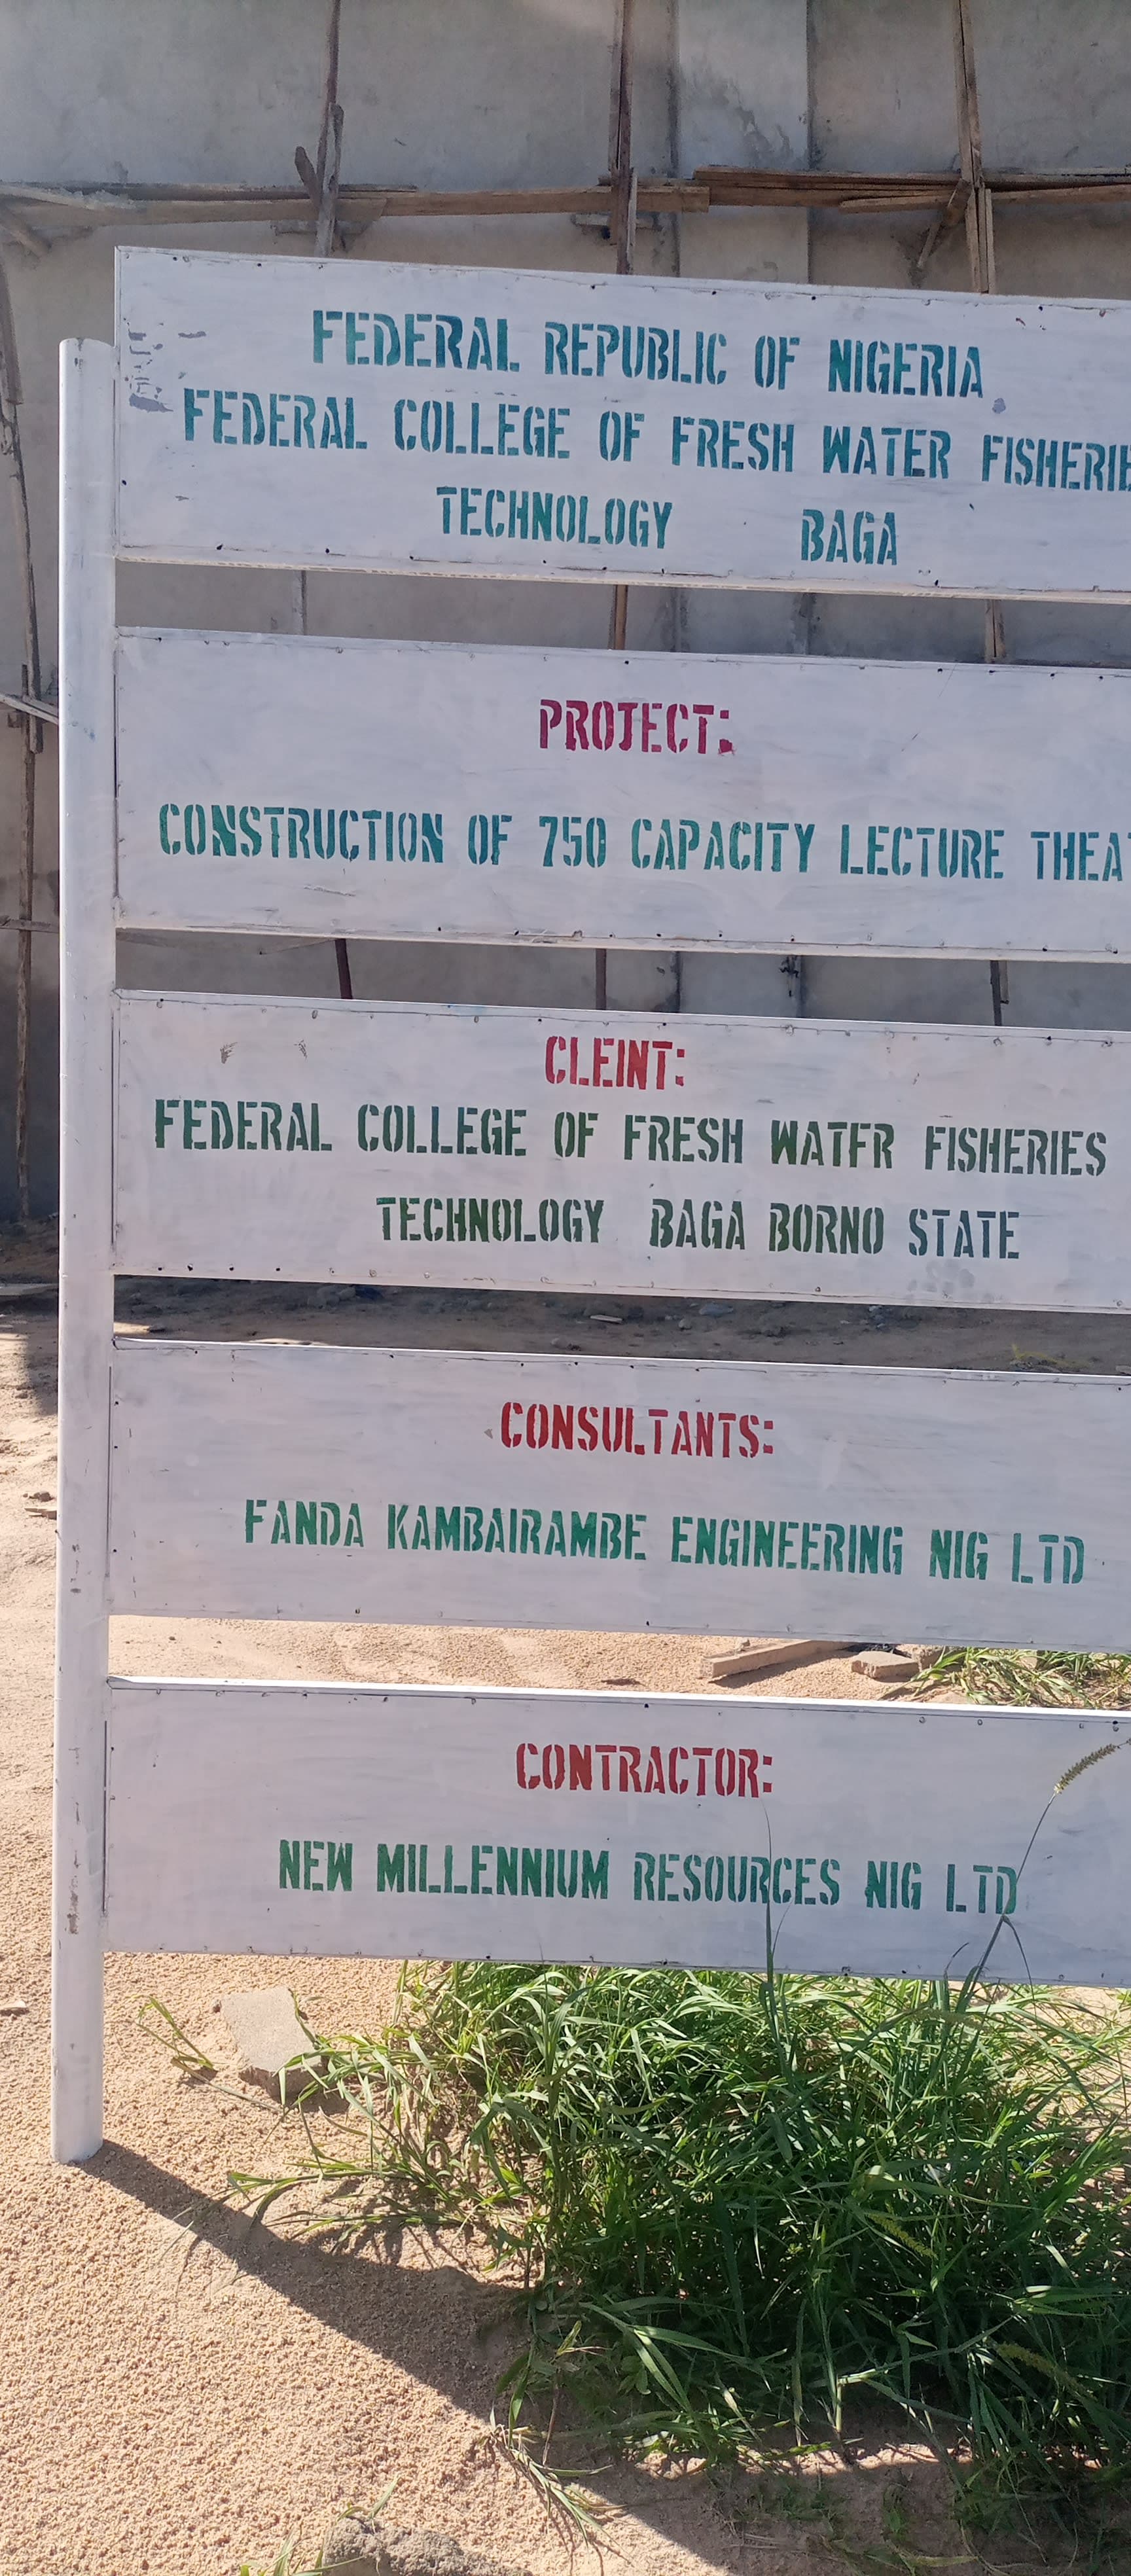 FEDERAL REPUBLIC OF NIGERIA
FEDERAL COLLEGE OF FRESH WATER FISHERIE
TECHNOLOGY BAGA
PROJECT:
CONSTRUCTION OF 750 CAPACITY LECTURE THEAT
CLEINT:
FEDERAL COLLEGE OF FRESH WATFR FISHERIES
TECHNOLOGY BAGA BORNO STATE
CONSULTANTS:
FANDA KAMBAIRAMBE ENGINEERING NIG LTD
CONTRACTOR:
NEW MILLENNIUM RESOURCES NIG LTD